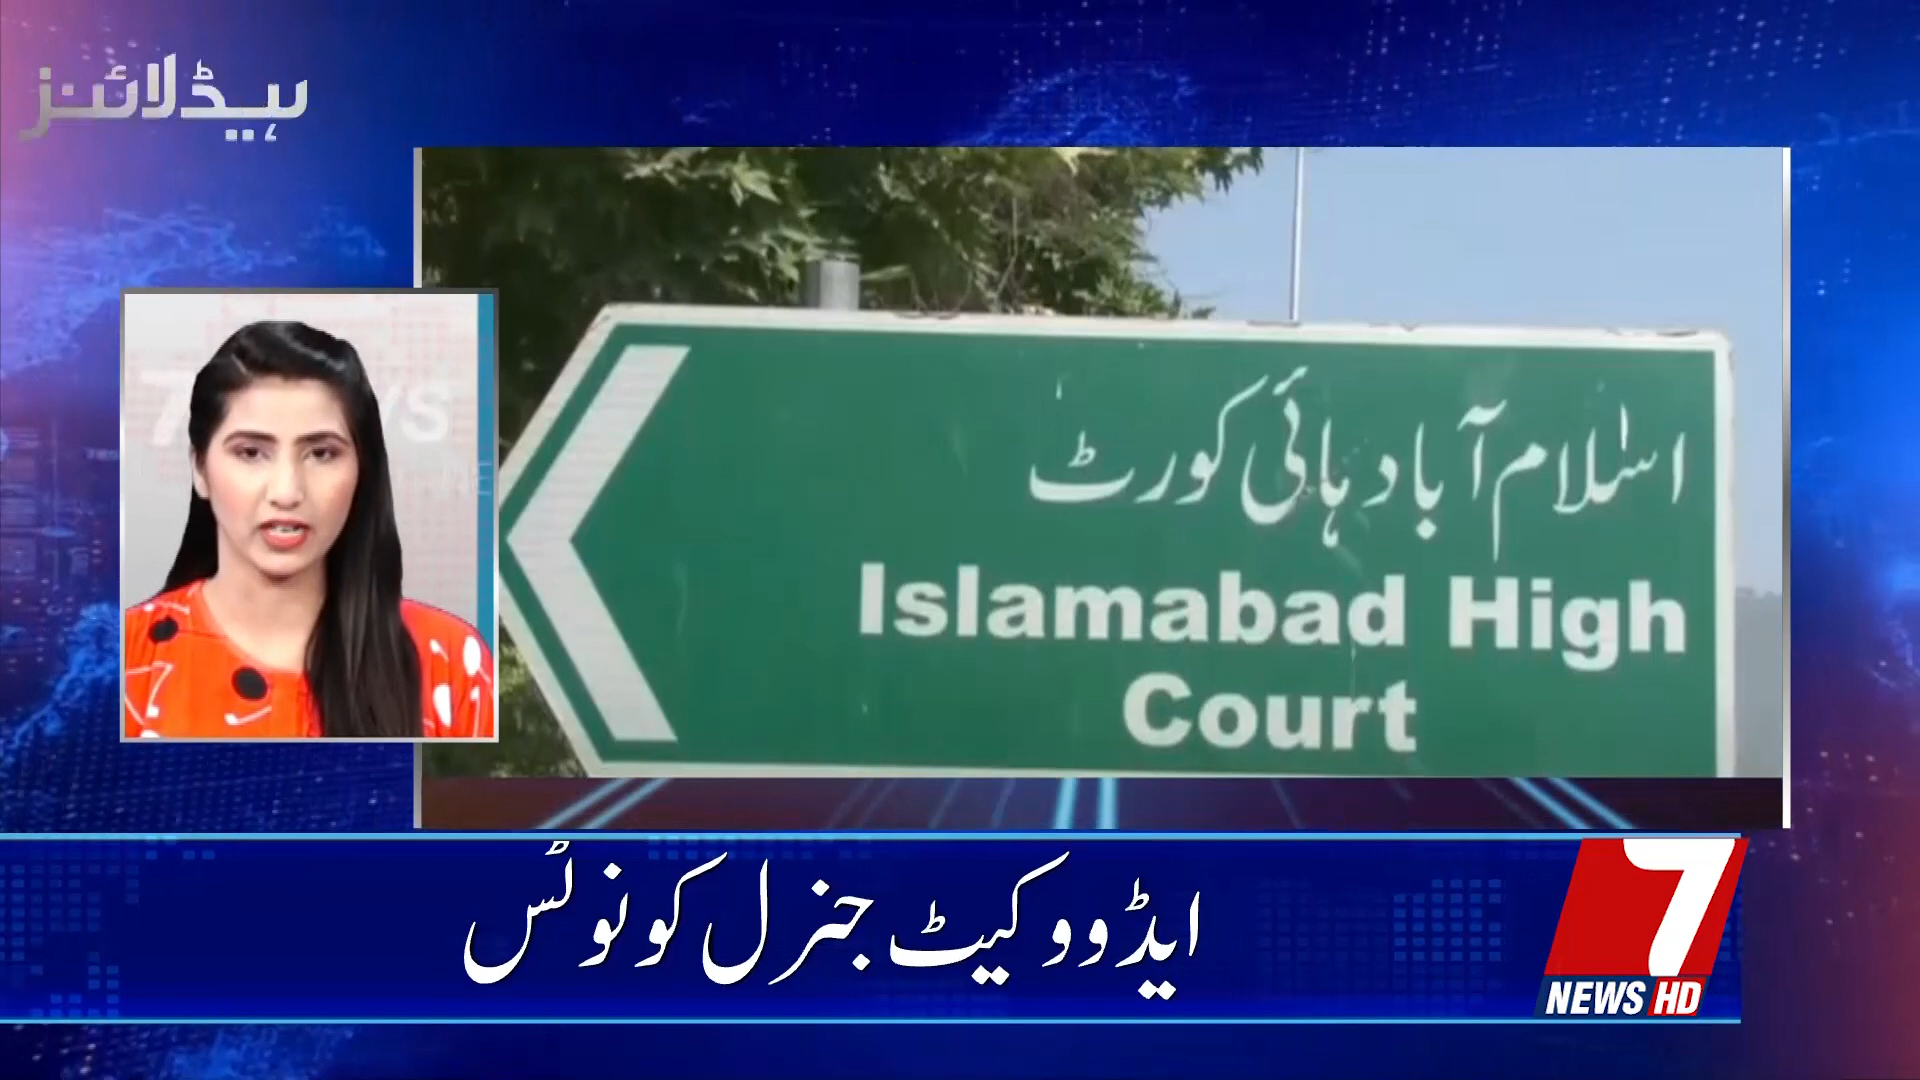 ہیڈلائنز
اسلام آباد ہائی کورٹ
Islamabad High
Court
ایڈووکیٹ جنرل کو نوٹس
7
NEWS HD